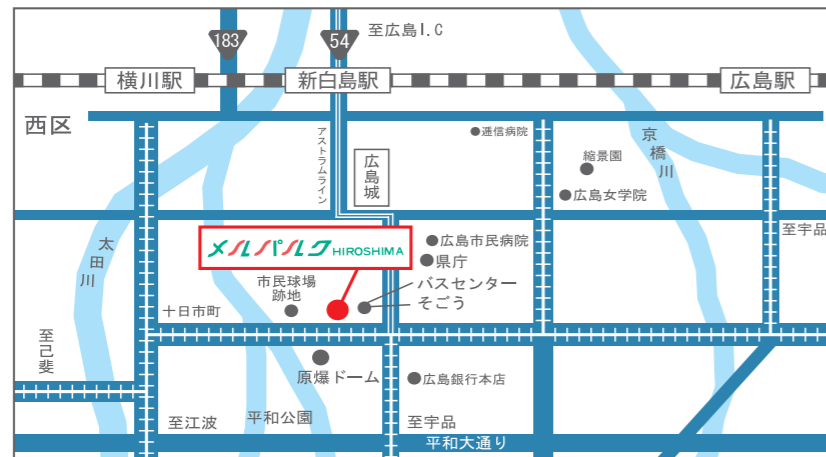 183
54
至広島I.C
横川駅
新白島駅
広島駅
西区
アストラムライン
広島城
逓信病院
縮景園
京橋川
広島女学院
太田川
メルパルク HIROSHIMA
広島市民病院
県庁
至宇品
バスセンター
そごう
市民球場
跡地
十日市町
至己斐
原爆ドーム
広島銀行本店
至江波
平和公園
至宇品
平和大通り